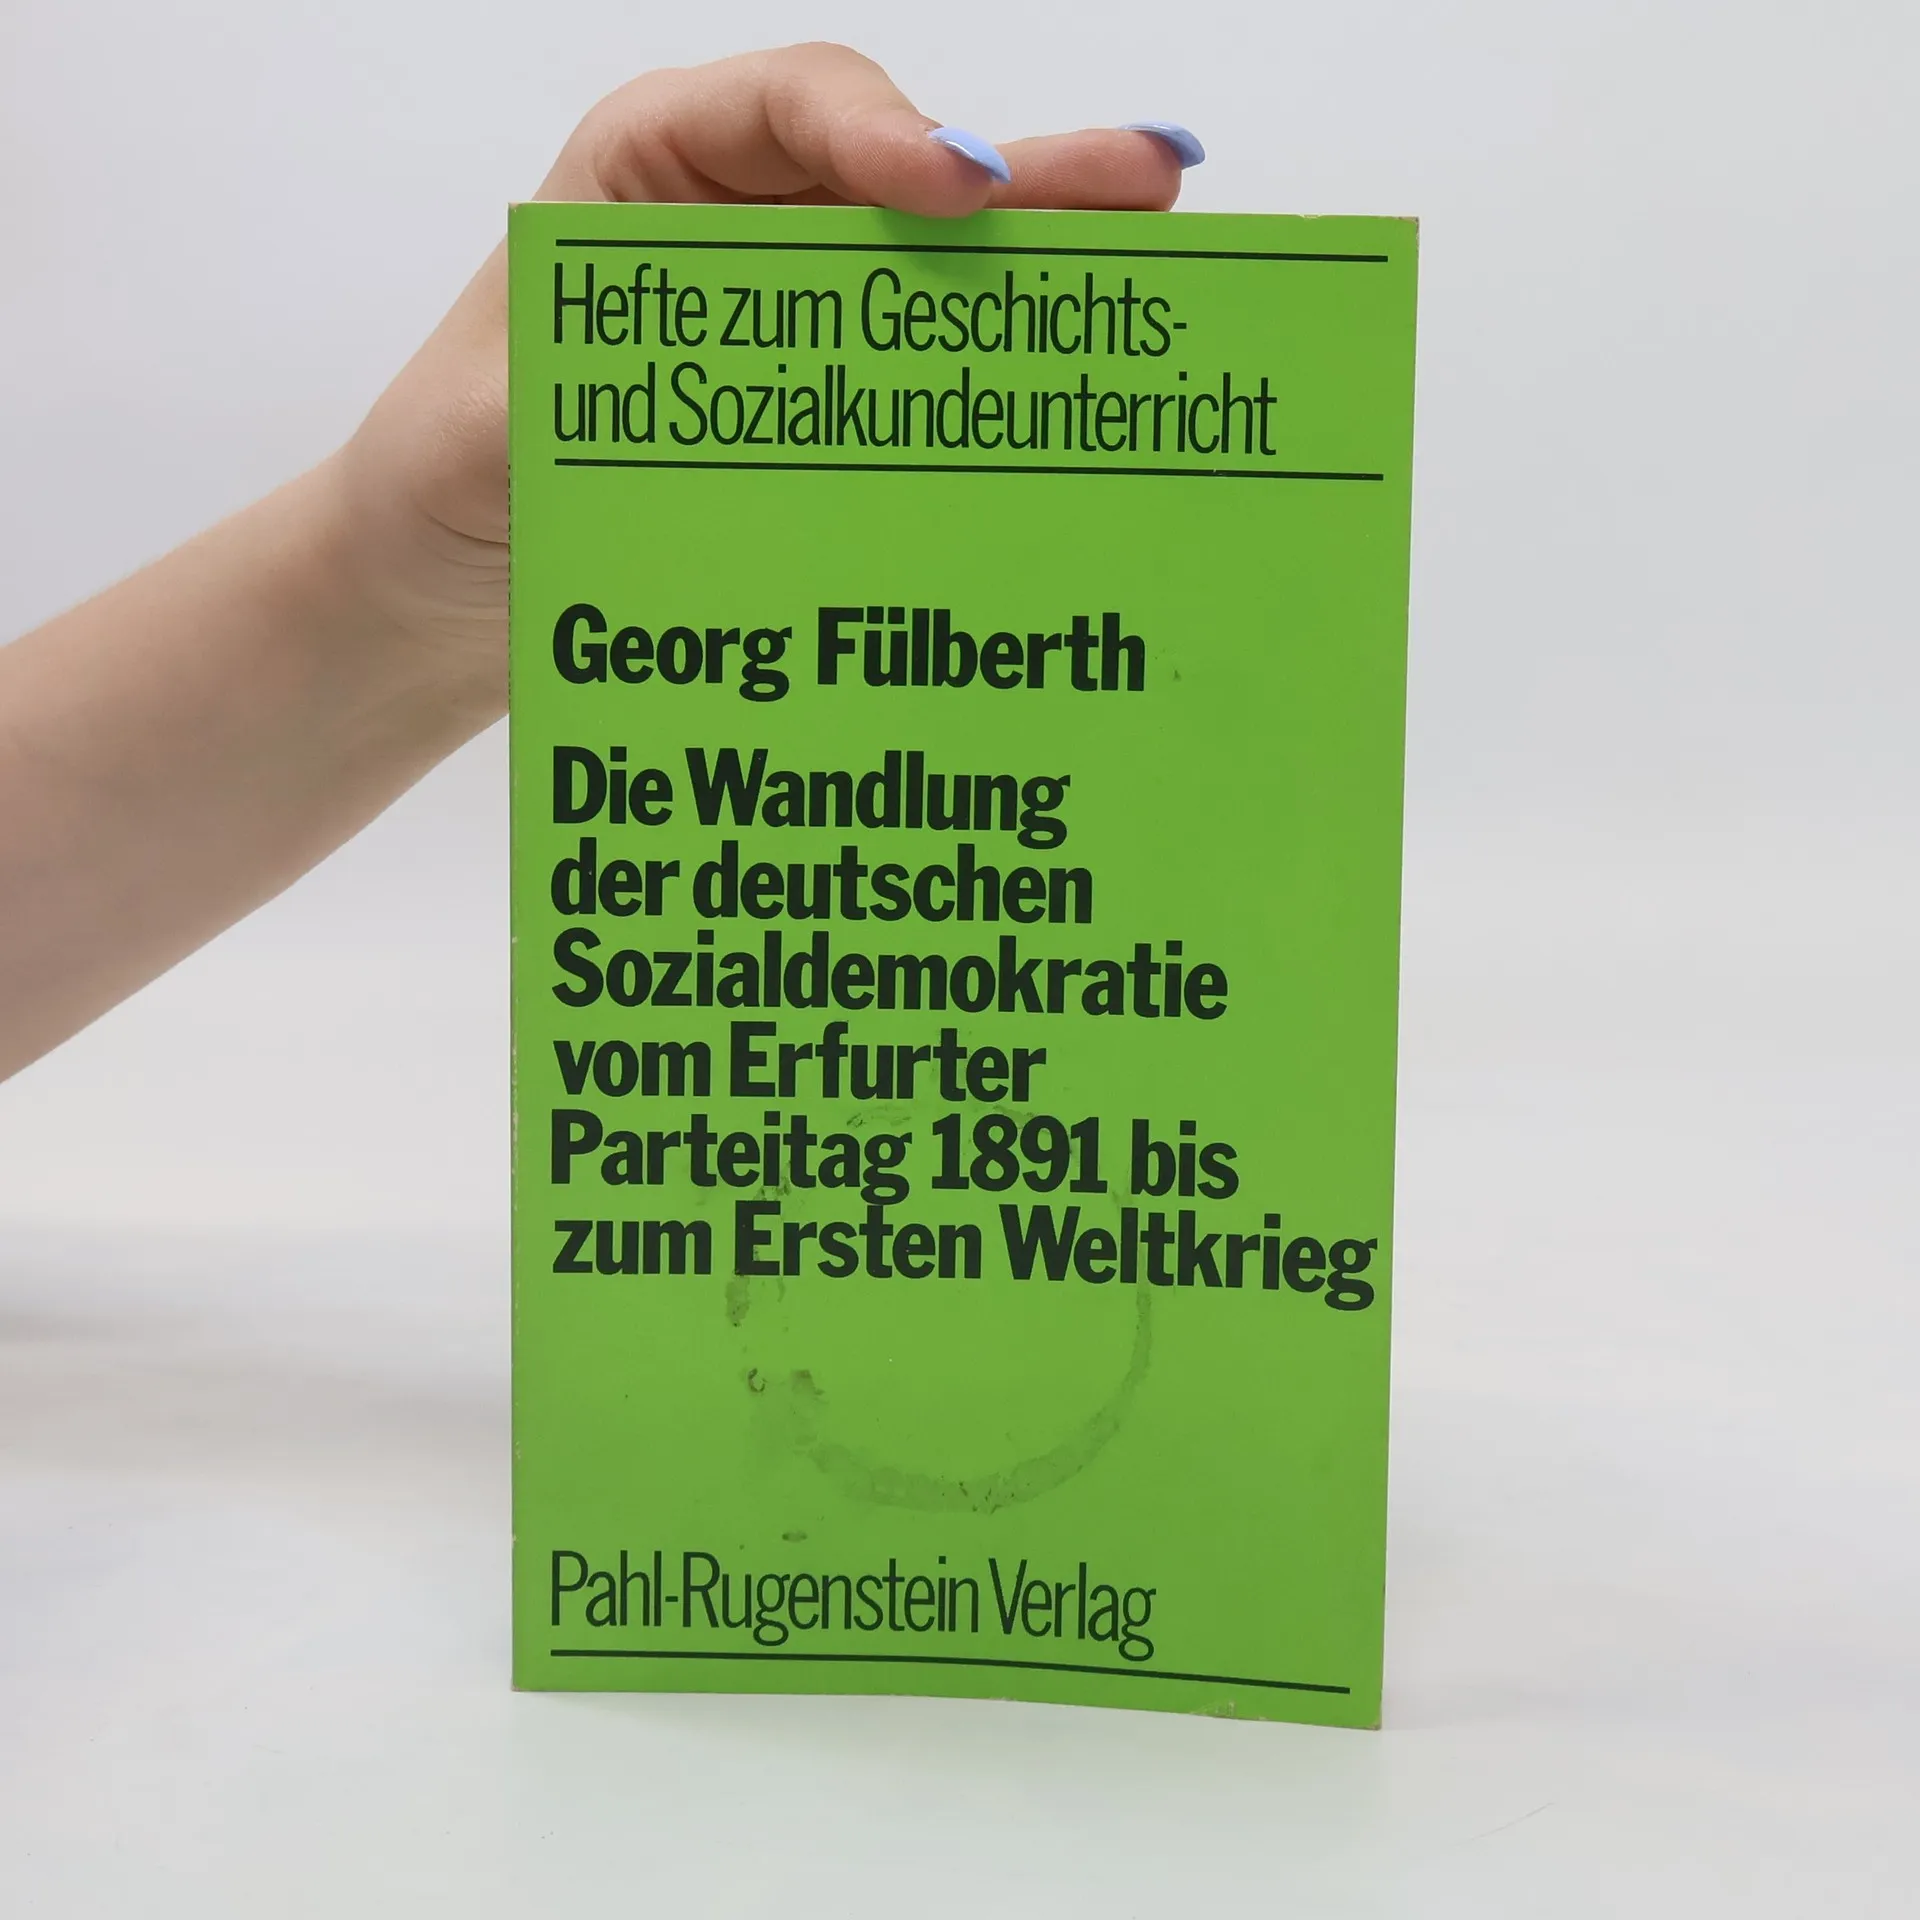 Hefte zum Geschichts-
und Sozialkundeunterricht
Georg Fülberth
Die Wandlung
der deutschen
Sozialdemokratie
vom Erfurter
Parteitag 1891 bis
zum Ersten Weltkrieg
Pahl-Rugenstein Verlag